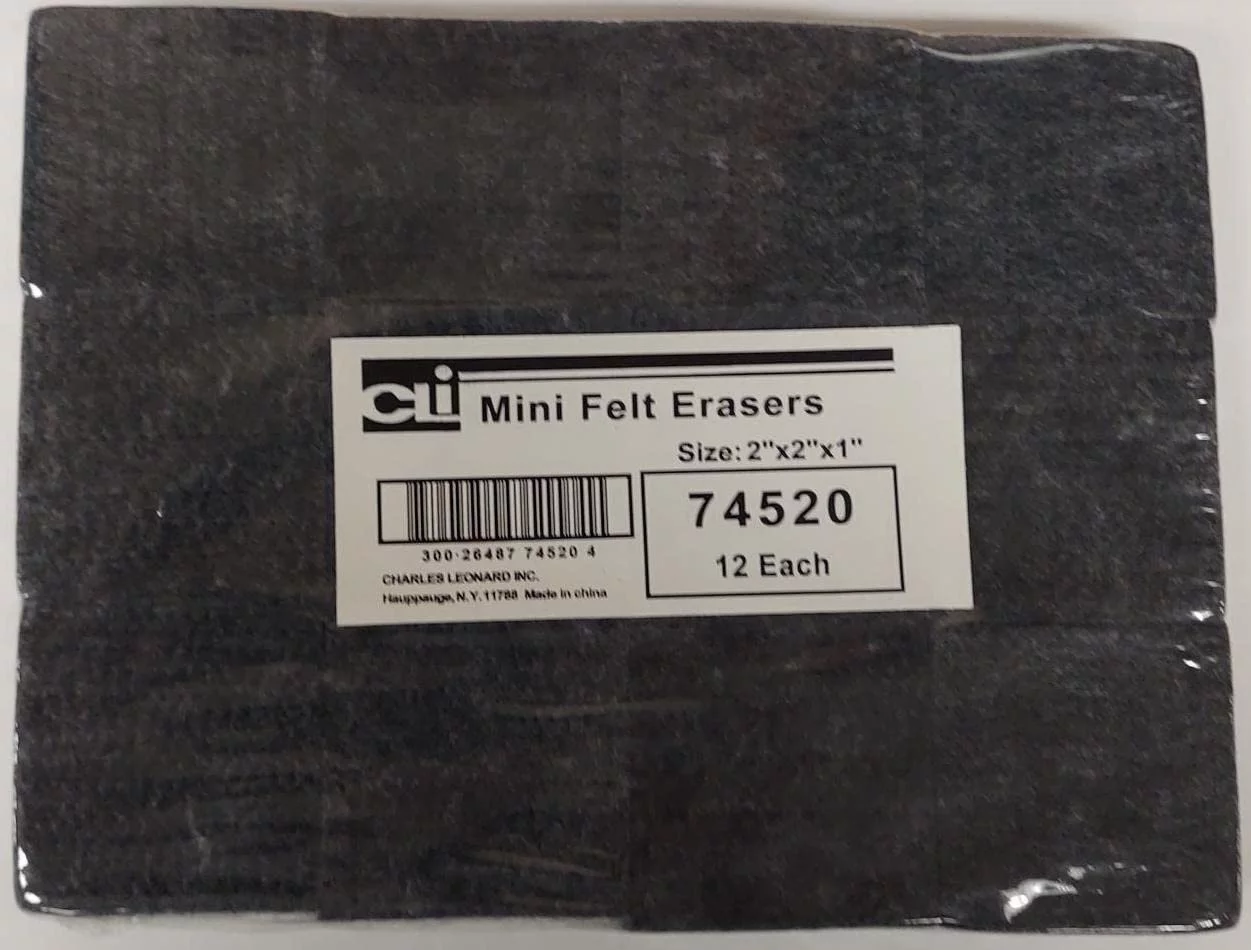 CLi Mini Felt Erasers
Size: 2"x2"x1"
74520
12 Each
300-26487 74520 4
CHARLES LEONARD INC.
Hauppauge, N.Y. 11788 Made in china